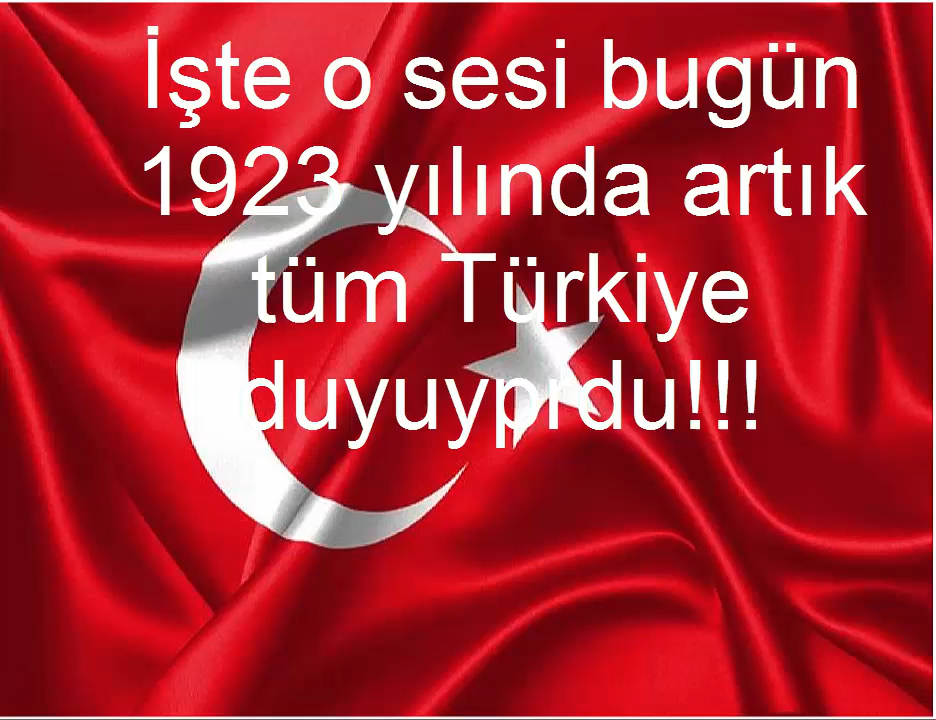 İşte o sesi bugün
1923 yılında artık
tüm Türkiye
duyuyprdu!!!